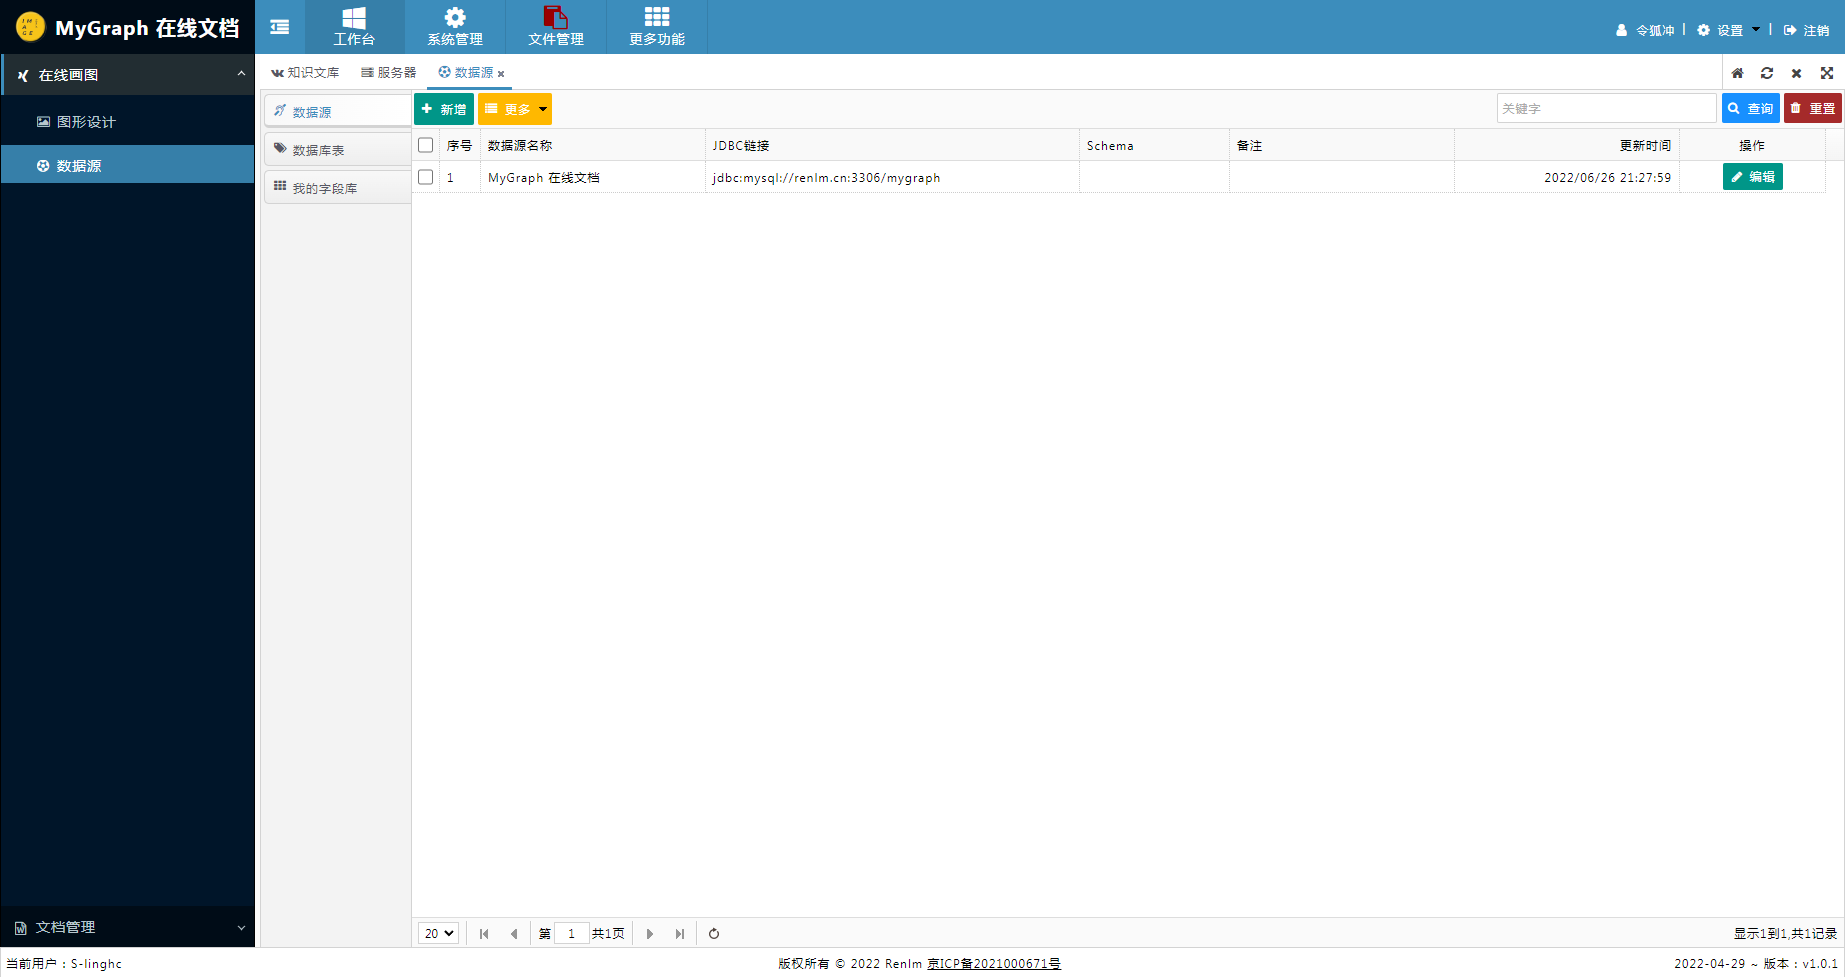 MyGraph 在线文档
工作台
系统管理
文件管理
更多功能
令狐冲
设置
注销
在线画图
图形设计
数据源
文档管理
知识文库
服务器
数据源
数据源
数据库表
我的字段库
新增
更多
关键字
查询
重置
序号 数据源名称 JDBC链接 Schema 备注 更新时间 操作
1 MyGraph 在线文档 jdbc:mysql://renlm.cn:3306/mygraph 2022/06/26 21:27:59 编辑
20 第 1 共1页
显示1到1,共1记录
当前用户：S-linghc
版权所有 © 2022 Renlm 京ICP备2021000671号
2022-04-29 ~ 版本：v1.0.1